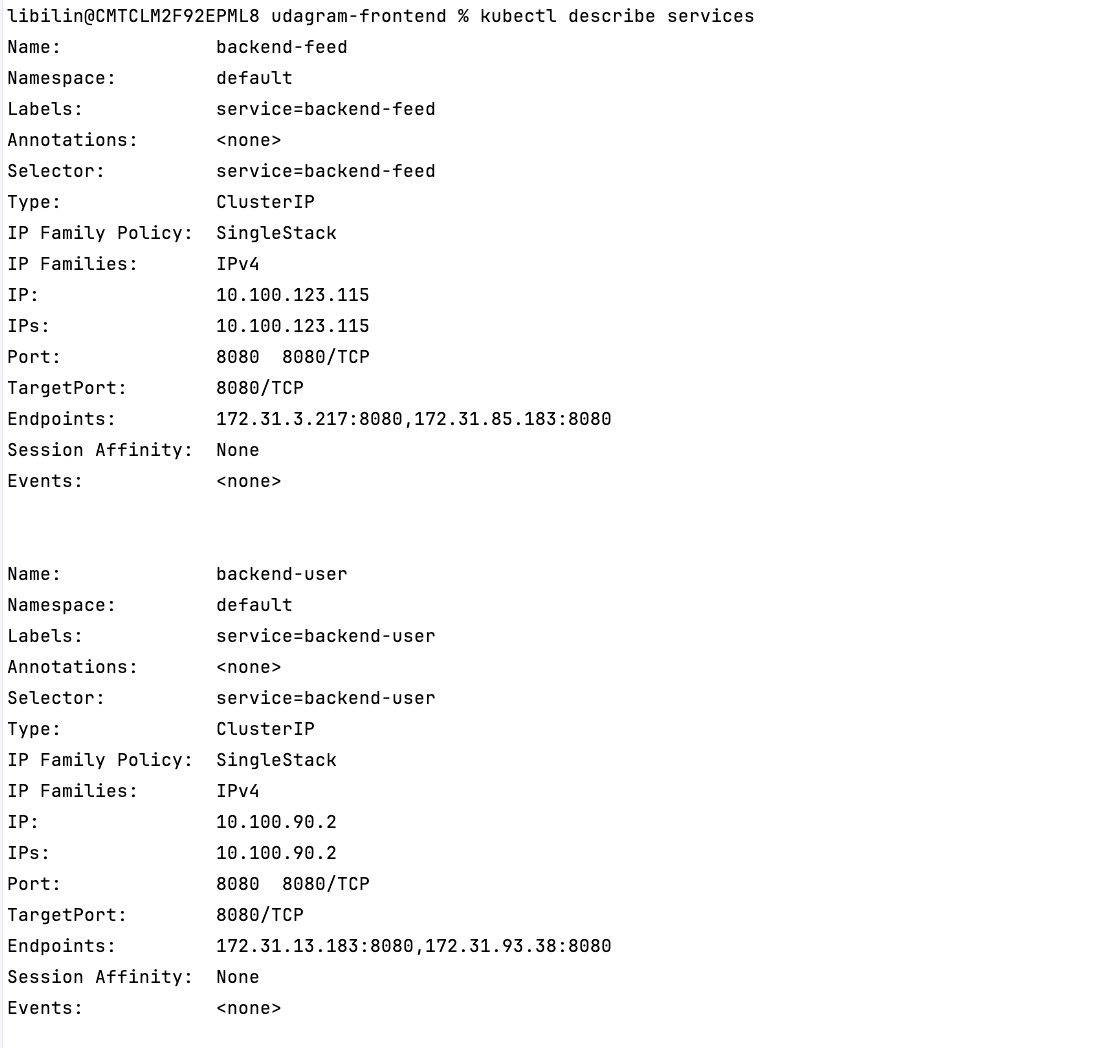 libilin@CMTCLM2F92EPML8 udagram-frontend % kubectl describe services
Name:              backend-feed
Namespace:         default
Labels:            service=backend-feed
Annotations:       <none>
Selector:          service=backend-feed
Type:              ClusterIP
IP Family Policy:  SingleStack
IP Families:       IPv4
IP:                10.100.123.115
IPs:               10.100.123.115
Port:              8080  8080/TCP
TargetPort:        8080/TCP
Endpoints:         172.31.3.217:8080,172.31.85.183:8080
Session Affinity:  None
Events:            <none>
Name:              backend-user
Namespace:         default
Labels:            service=backend-user
Annotations:       <none>
Selector:          service=backend-user
Type:              ClusterIP
IP Family Policy:  SingleStack
IP Families:       IPv4
IP:                10.100.90.2
IPs:               10.100.90.2
Port:              8080  8080/TCP
TargetPort:        8080/TCP
Endpoints:         172.31.13.183:8080,172.31.93.38:8080
Session Affinity:  None
Events:            <none>